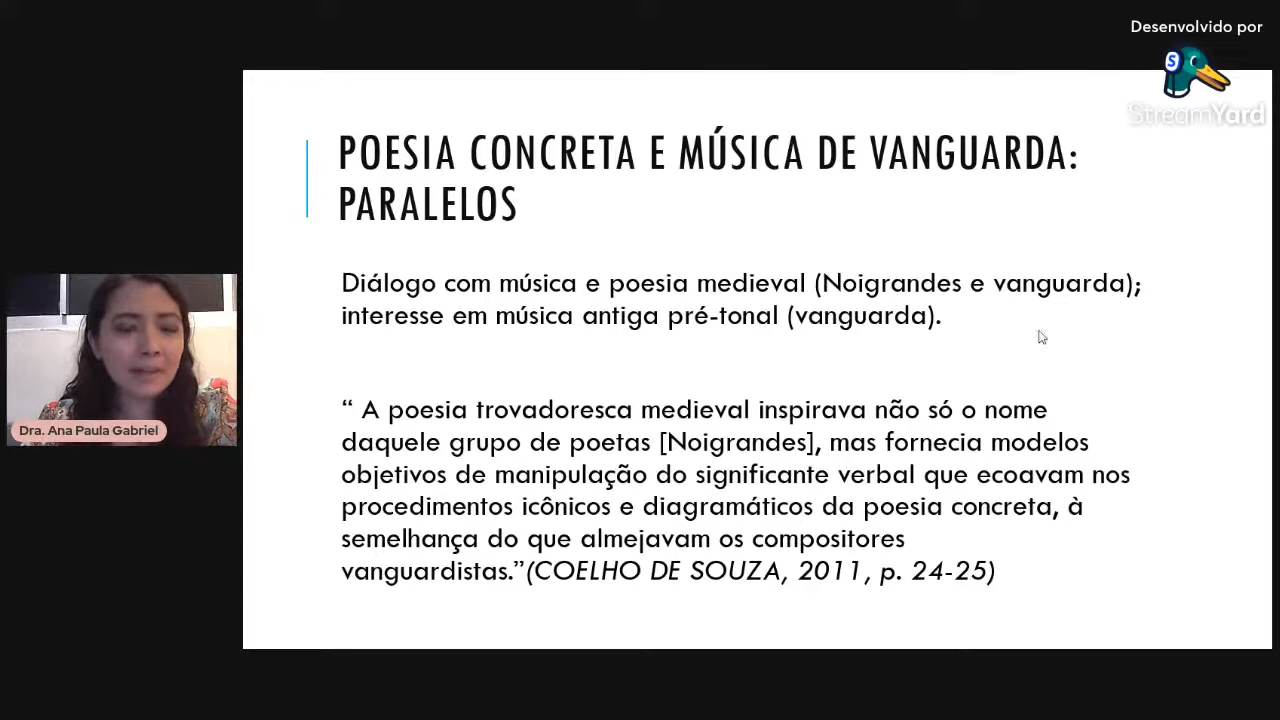 Desenvolvido por
StreamYard
POESIA CONCRETA E MÚSICA DE VANGUARDA:
PARALELOS
Diálogo com música e poesia medieval (Noigrandes e vanguarda);
interesse em música antiga pré-tonal (vanguarda).
“ A poesia trovadoresca medieval inspirava não só o nome
daquele grupo de poetas [Noigrandes], mas fornecia modelos
objetivos de manipulação do significante verbal que ecoavam nos
procedimentos icônicos e diagramáticos da poesia concreta, à
semelhança do que almejavam os compositores
vanguardistas.”(COELHO DE SOUZA, 2011, p. 24-25)
Dra. Ana Paula Gabriel